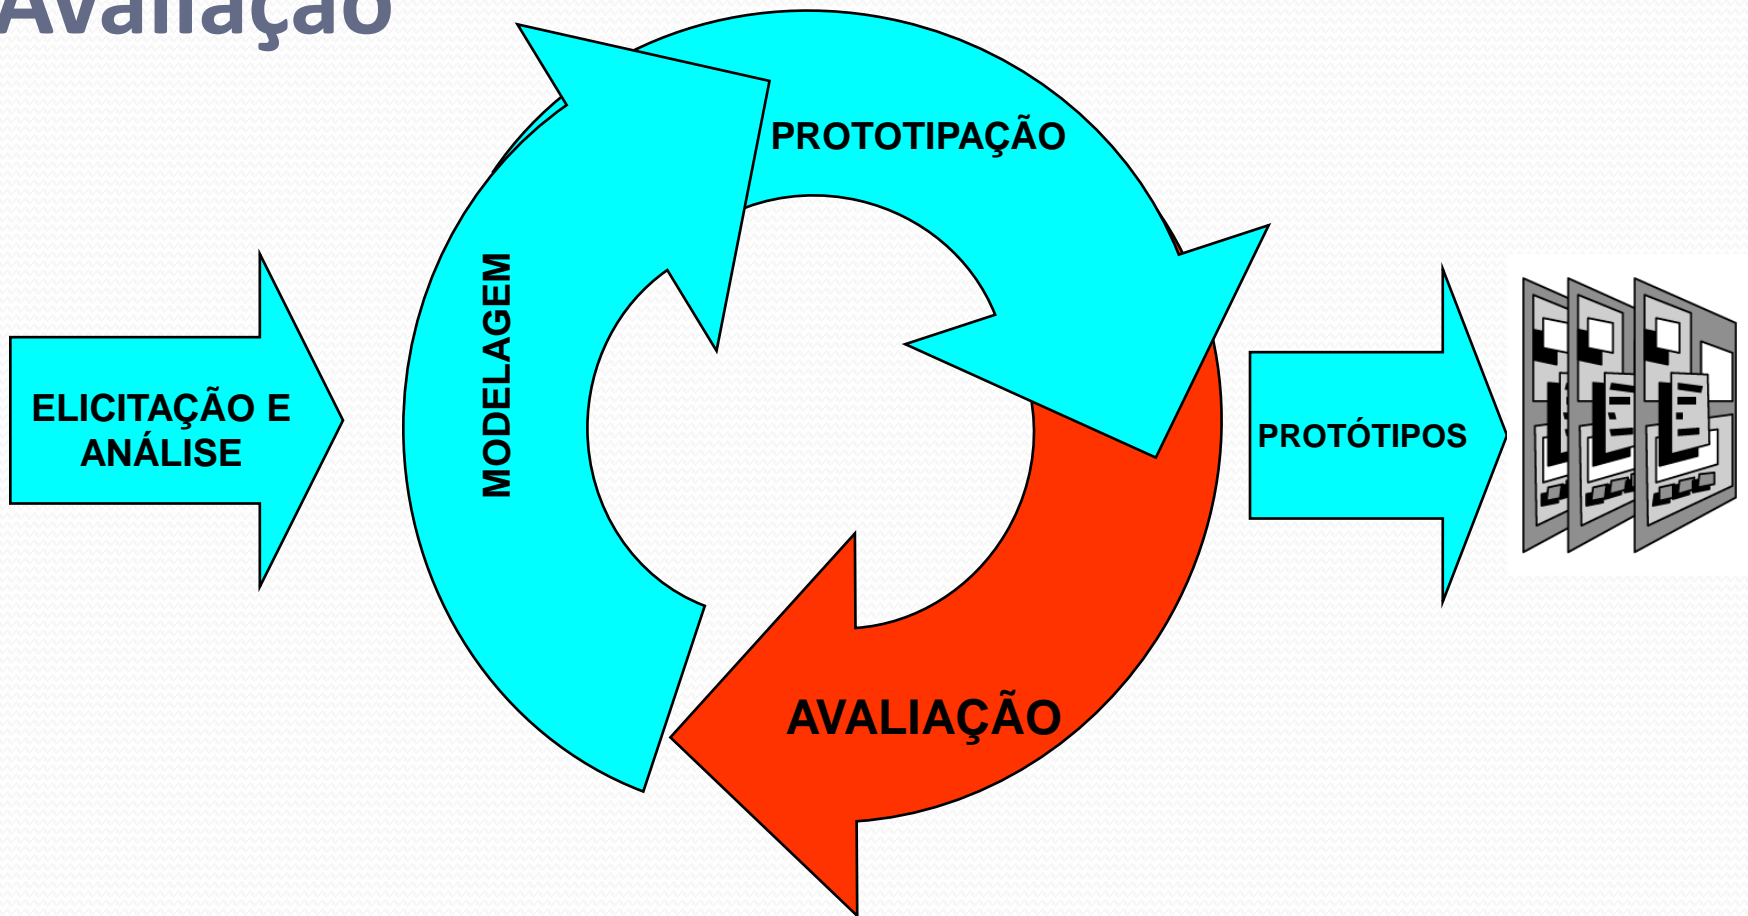 Avaliação
PROTOTIPAÇÃO
MODELAGEM
ELICITAÇÃO E
ANÁLISE
PROTÓTIPOS
AVALIAÇÃO